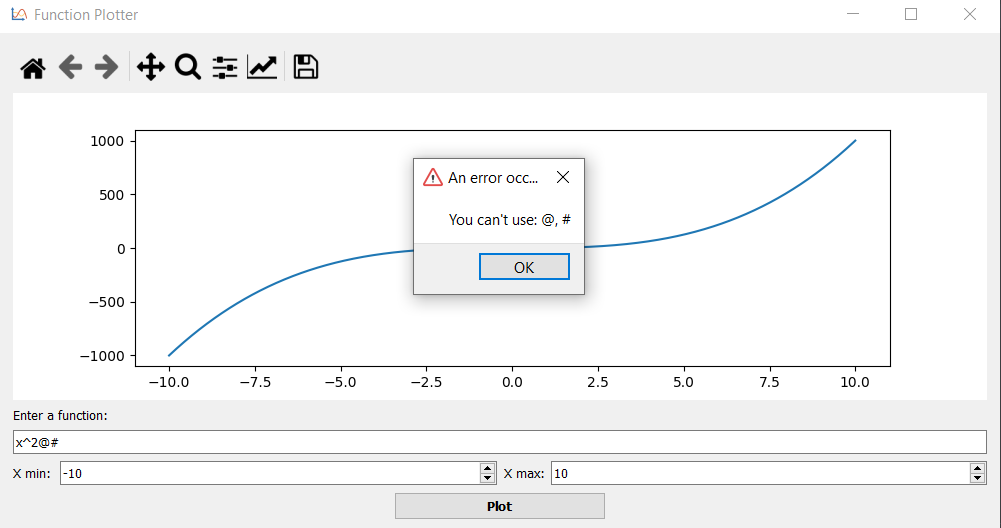 Function Plotter
1000
500
0
−500
−1000
−10.0 −7.5 −5.0 −2.5 0.0 2.5 5.0 7.5 10.0
An error occ...
You can't use: @, #
OK
Enter a function:
x^2@#
X min: -10 X max: 10
Plot